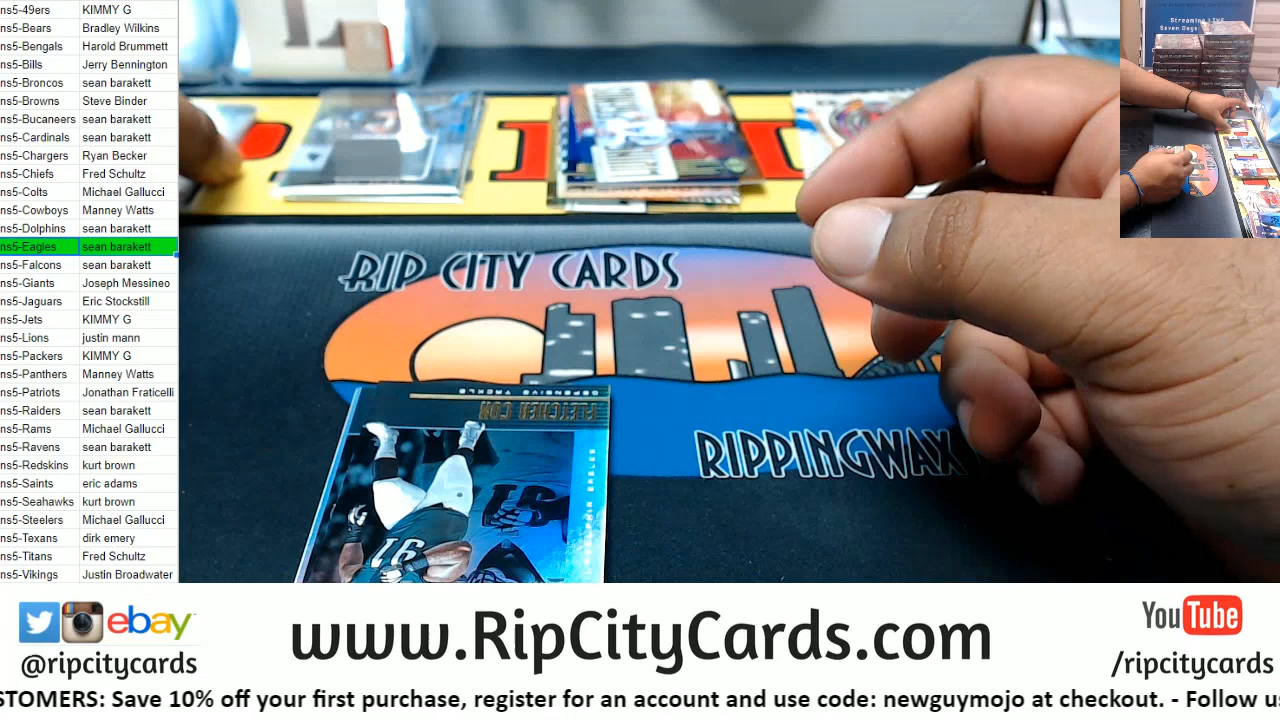 ns5-49ers KIMMY G
ns5-Bears Bradley Wilkins
ns5-Bengals Harold Brummett
ns5-Bills Jerry Bennington
ns5-Broncos sean barakett
ns5-Browns Steve Binder
ns5-Bucaneers sean barakett
ns5-Cardinals sean barakett
ns5-Chargers Ryan Becker
ns5-Chiefs Fred Schultz
ns5-Colts Michael Gallucci
ns5-Cowboys Manney Watts
ns5-Dolphins sean barakett
ns5-Eagles sean barakett
ns5-Falcons sean barakett
ns5-Giants Joseph Messineo
ns5-Jaguars Eric Stockstill
ns5-Jets KIMMY G
ns5-Lions justin mann
ns5-Packers KIMMY G
ns5-Panthers Manney Watts
ns5-Patriots Jonathan Fraticelli
ns5-Raiders sean barakett
ns5-Rams Michael Gallucci
ns5-Ravens sean barakett
ns5-Redskins kurt brown
ns5-Saints eric adams
ns5-Seahawks kurt brown
ns5-Steelers Michael Gallucci
ns5-Texans dirk emery
ns5-Titans Fred Schultz
ns5-Vikings Justin Broadwater
Streaming LIVE
Seven Days
RIP CITY CARDS
RIPPINGWAX
DEFENSIVE TACKLE
FLETCHER COX
91
ebay
@ripcitycards
www.RipCityCards.com
YouTube
/ripcitycards
STOMERS: Save 10% off your first purchase, register for an account and use code: newguymojo at checkout. - Follow us